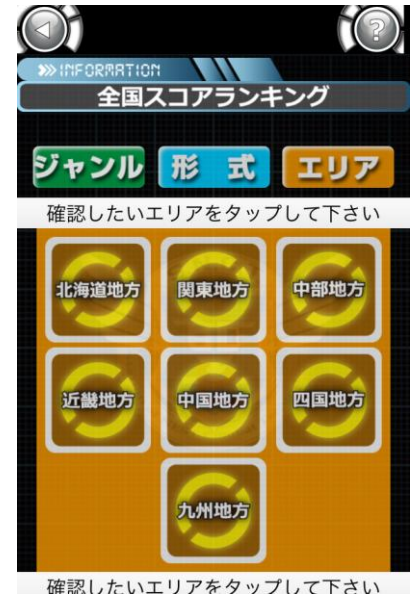 ?
INFORMATION
全国スコアランキング
ジャンル 形 式 エリア
確認したいエリアをタップして下さい
北海道地方 関東地方 中部地方
近畿地方 中国地方 四国地方
九州地方
確認したいエリアをタップして下さい